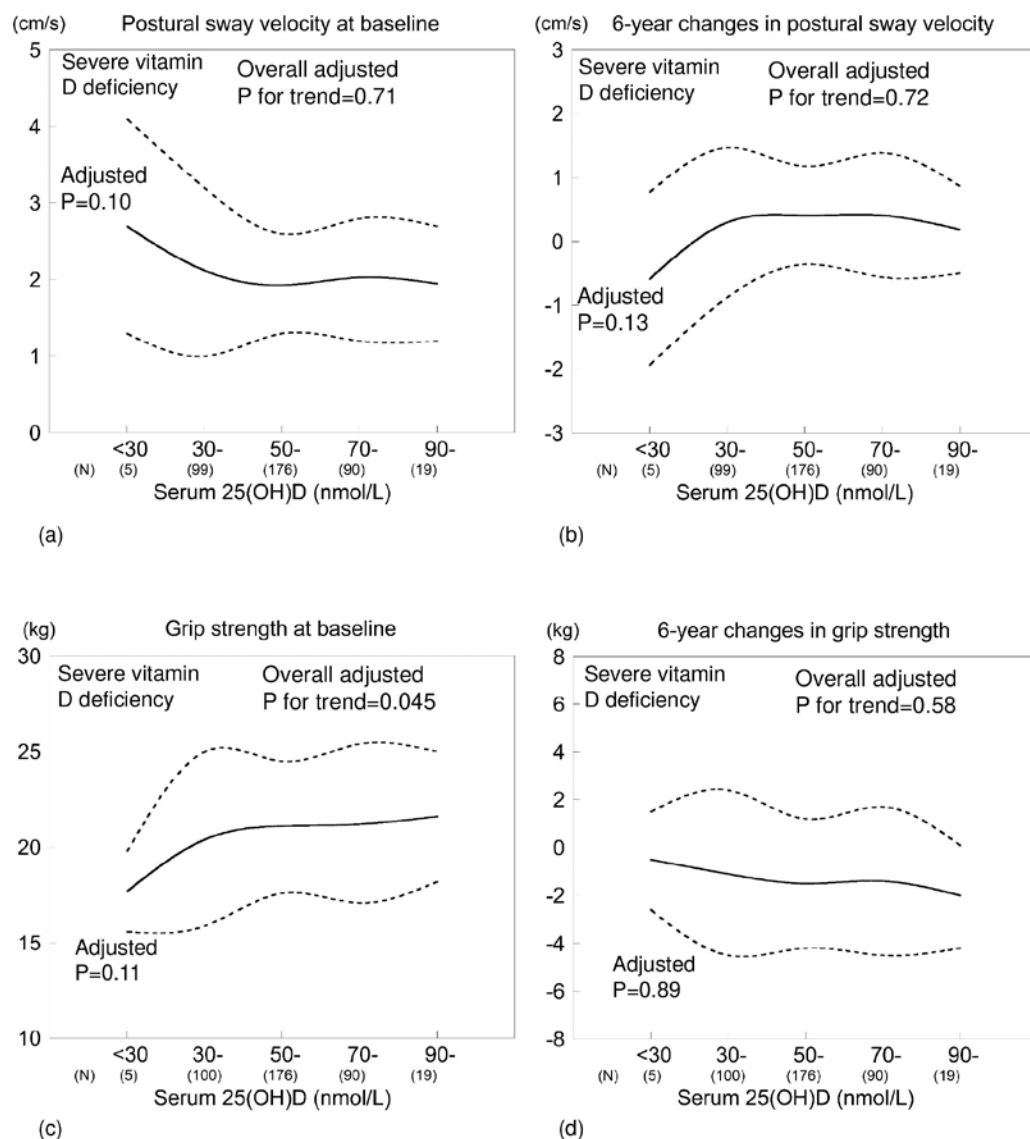 (cm/s) Postural sway velocity at baseline
5
Severe vitamin
D deficiency
Overall adjusted
P for trend=0.71
4
Adjusted
P=0.10
3
2
1
0
<30 30- 50- 70- 90-
(N) (5) (99) (176) (90) (19)
Serum 25(OH)D (nmol/L)
(a)
(cm/s) 6-year changes in postural sway velocity
3
Severe vitamin
D deficiency
Overall adjusted
P for trend=0.72
2
1
0
-1
Adjusted
P=0.13
-2
-3
<30 30- 50- 70- 90-
(N) (5) (99) (176) (90) (19)
Serum 25(OH)D (nmol/L)
(b)
(kg) Grip strength at baseline
30
Severe vitamin
D deficiency
Overall adjusted
P for trend=0.045
25
20
15
Adjusted
P=0.11
10
<30 30- 50- 70- 90-
(N) (5) (100) (176) (90) (19)
Serum 25(OH)D (nmol/L)
(c)
(kg) 6-year changes in grip strength
8
Severe vitamin
D deficiency
Overall adjusted
P for trend=0.58
6
4
2
0
-2
-4
Adjusted
P=0.89
-6
-8
<30 30- 50- 70- 90-
(N) (5) (100) (176) (90) (19)
Serum 25(OH)D (nmol/L)
(d)